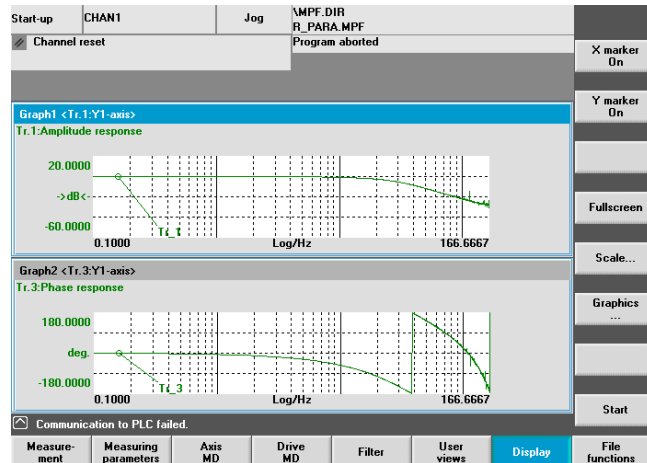 Start-up CHAN1 Jog \MPF.DIR
R_PARA.MPF
Channel reset Program aborted
X marker
On
Y marker
On
Fullscreen
Scale...
Graphics
...
Start
Graph1 <Tr.1:Y1-axis>
Tr.1:Amplitude response
20.0000
->dB<-
-60.0000
Tr_1
0.1000 Log/Hz 166.6667
Graph2 <Tr.3:Y1-axis>
Tr.3:Phase response
180.0000
deg.
-180.0000
Tr_3
0.1000 Log/Hz 166.6667
Communication to PLC failed.
Measure-
ment
Measuring
parameters
Axis
MD
Drive
MD
Filter
User
views
Display
File
functions